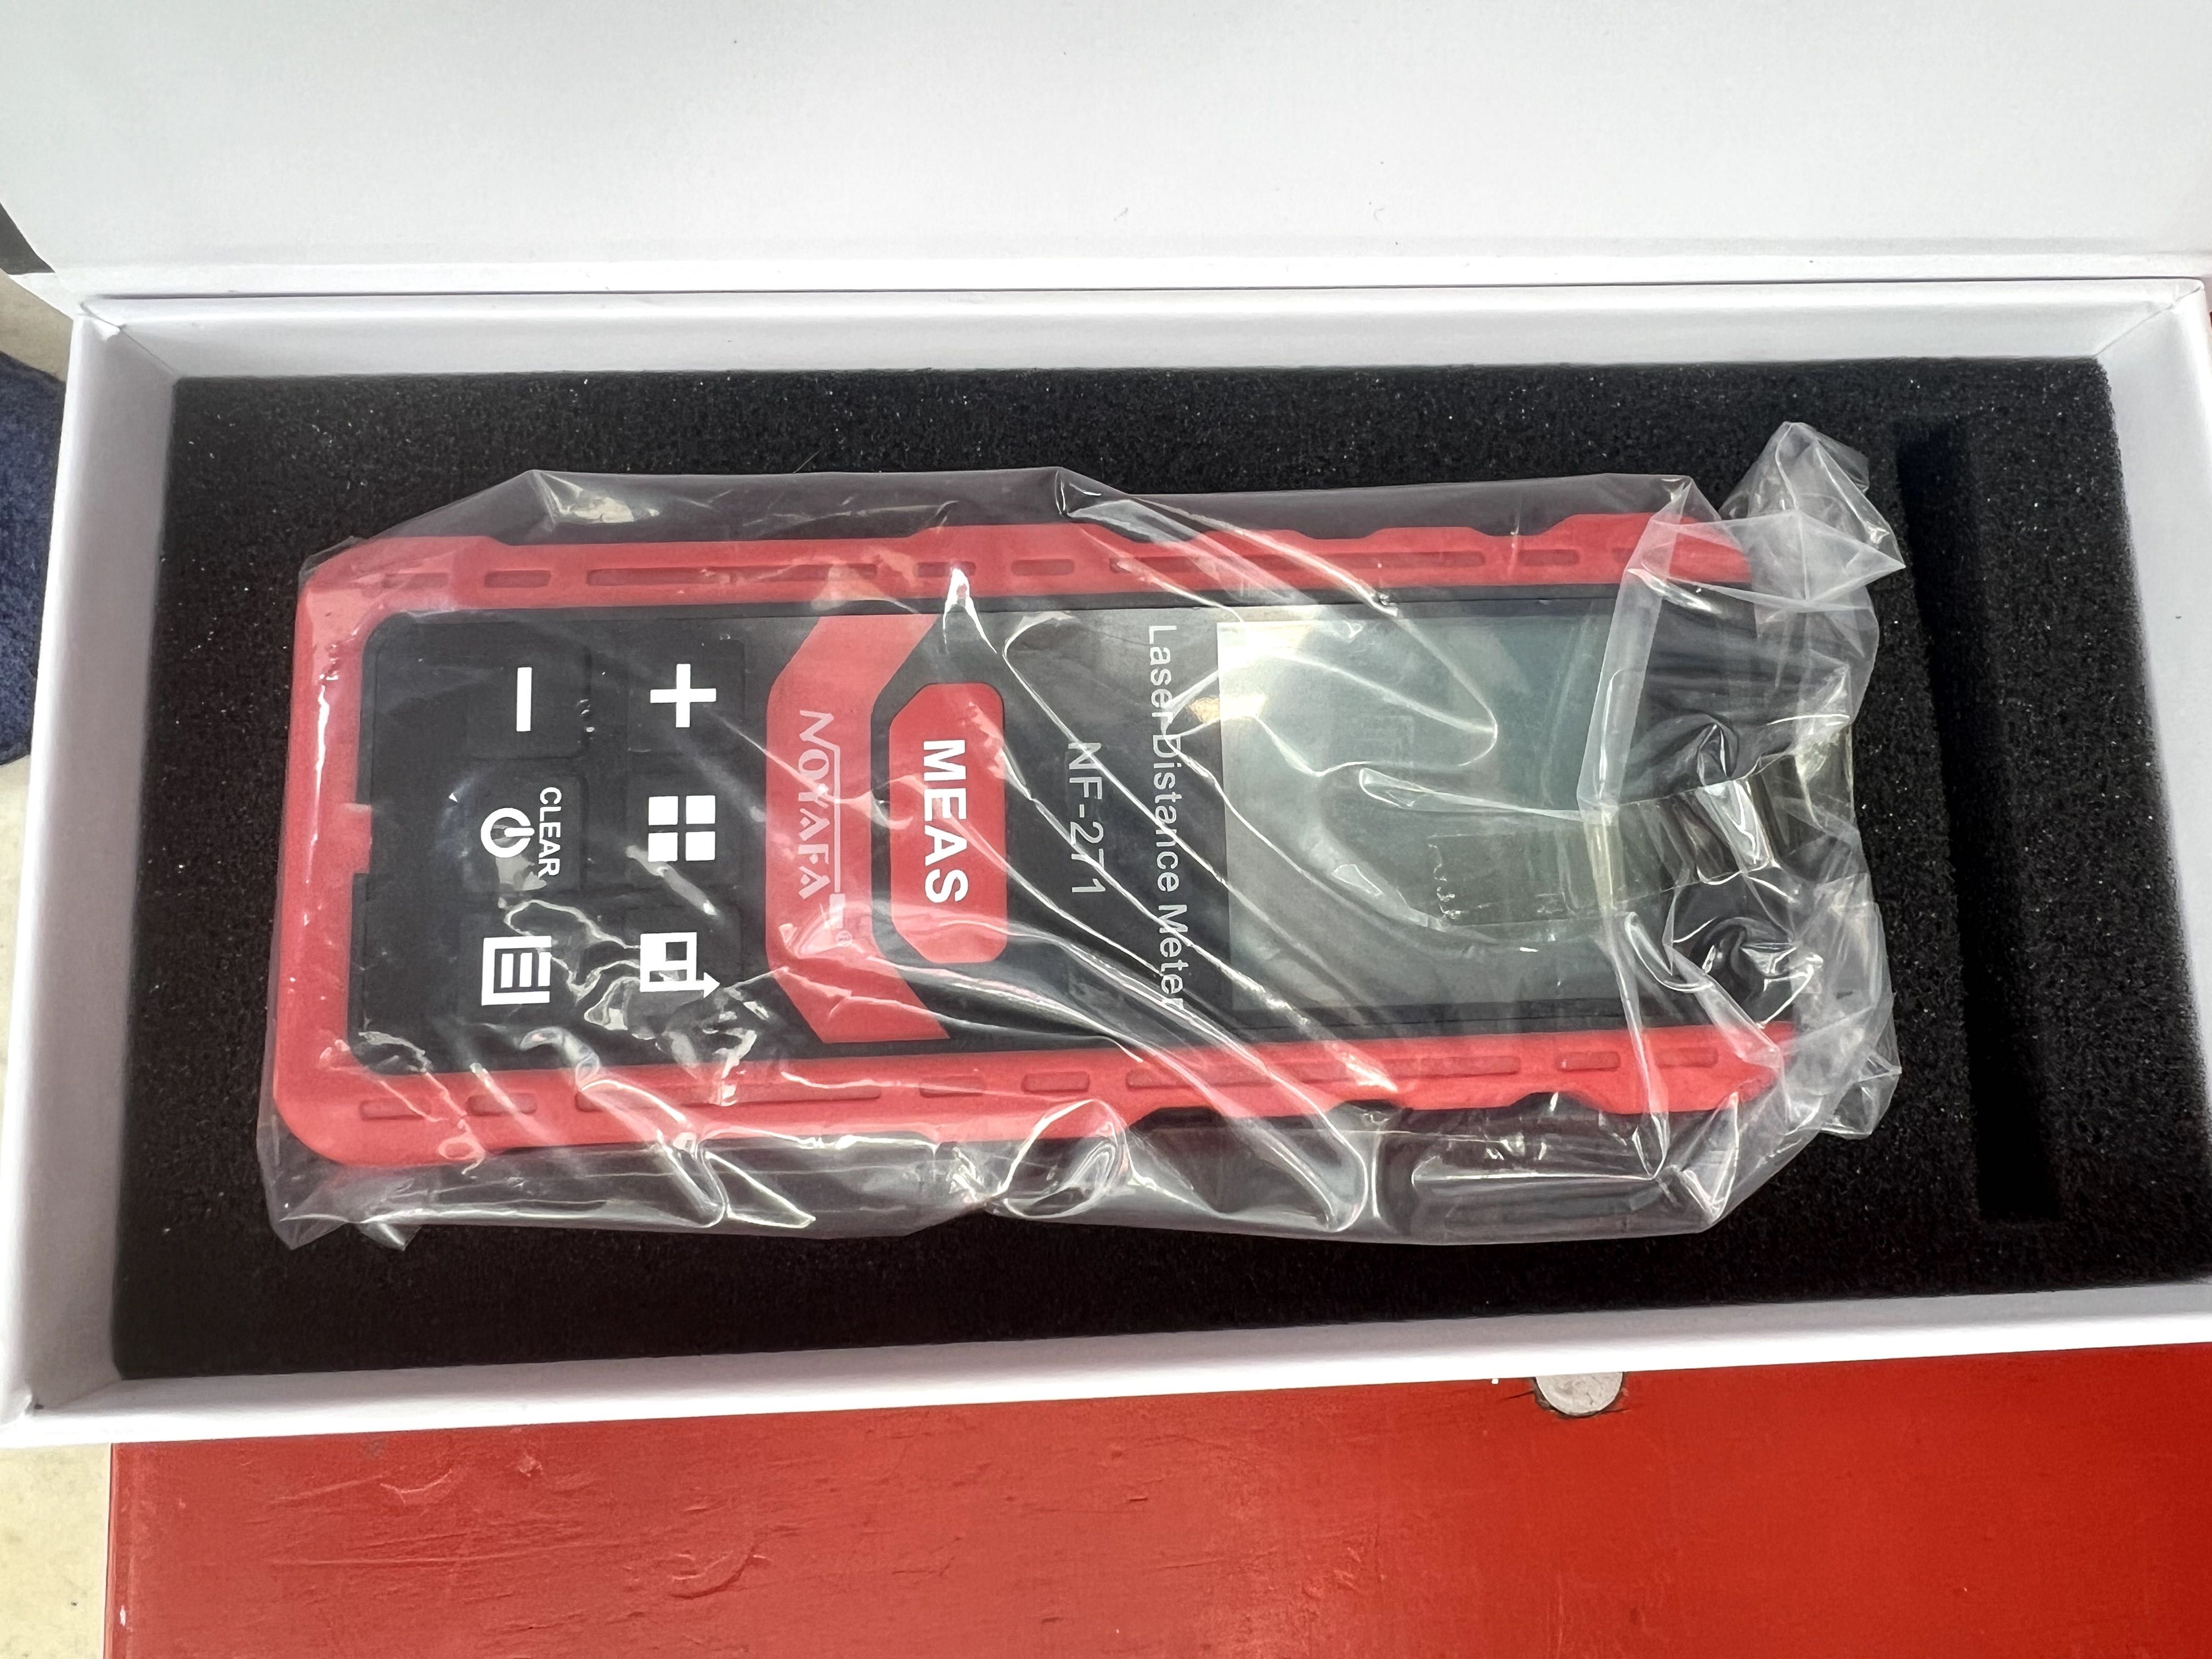 Laser Distance Meter
NF-271
MEAS
NOYAFA®
+
CLEAR
−